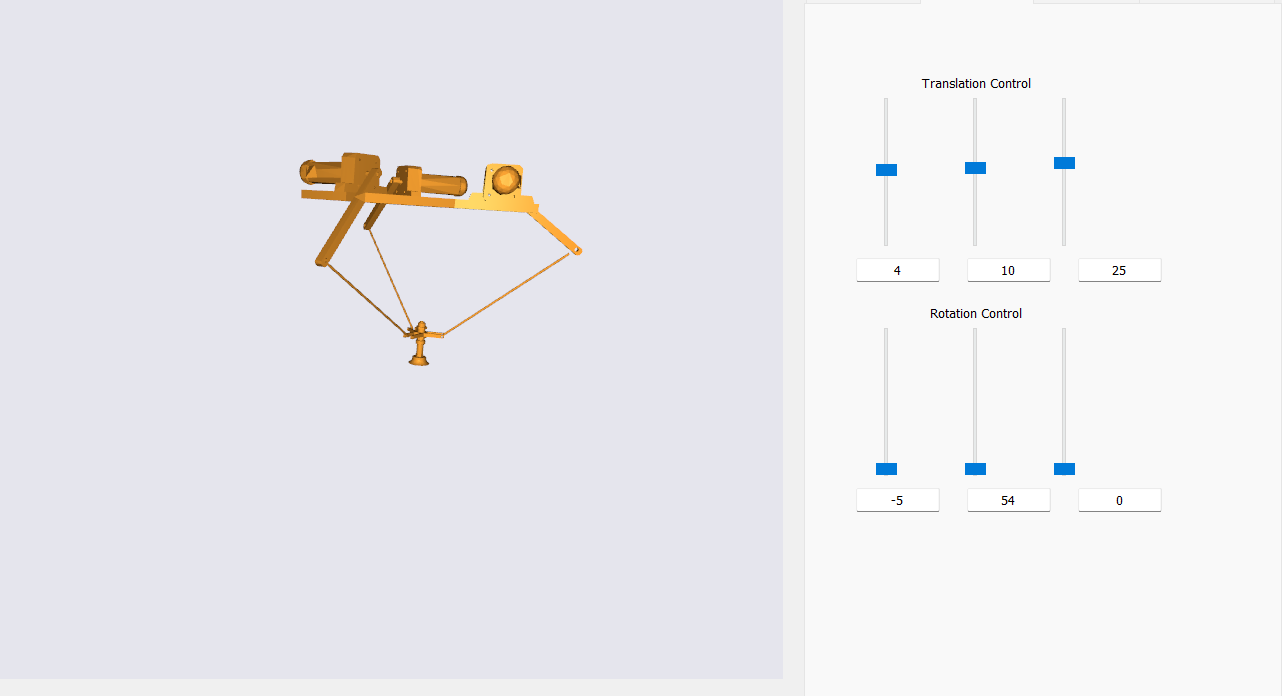 Translation Control
4 10 25
Rotation Control
-5 54 0